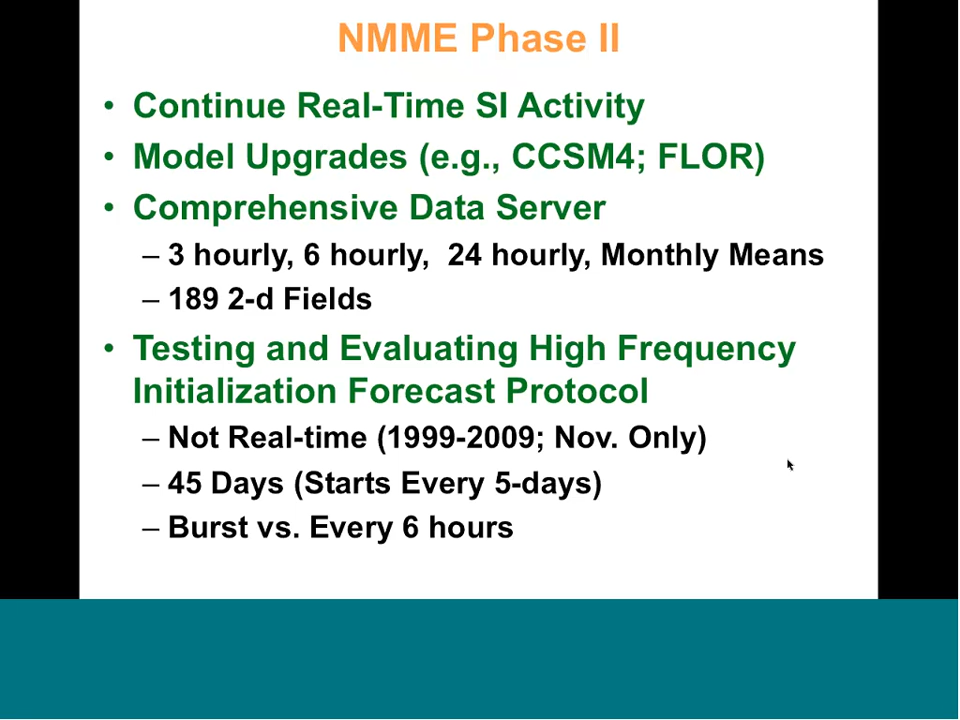 NMME Phase II
• Continue Real-Time SI Activity
• Model Upgrades (e.g., CCSM4; FLOR)
• Comprehensive Data Server
– 3 hourly, 6 hourly,  24 hourly, Monthly Means
– 189 2-d Fields
• Testing and Evaluating High Frequency
Initialization Forecast Protocol
– Not Real-time (1999-2009; Nov. Only)
– 45 Days (Starts Every 5-days)
– Burst vs. Every 6 hours